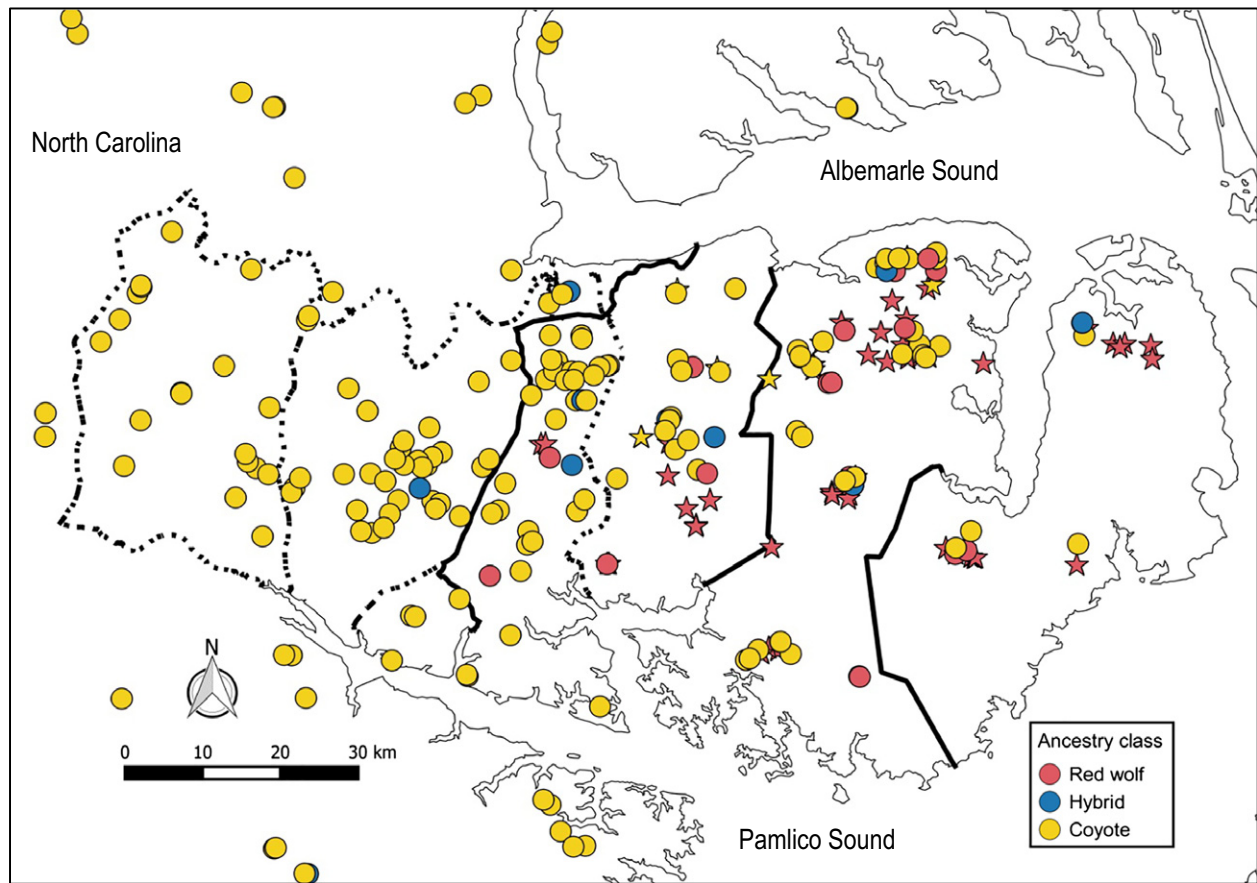 North Carolina
Albemarle Sound
N
0 10 20 30 km
Pamlico Sound
Ancestry class
Red wolf
Hybrid
Coyote